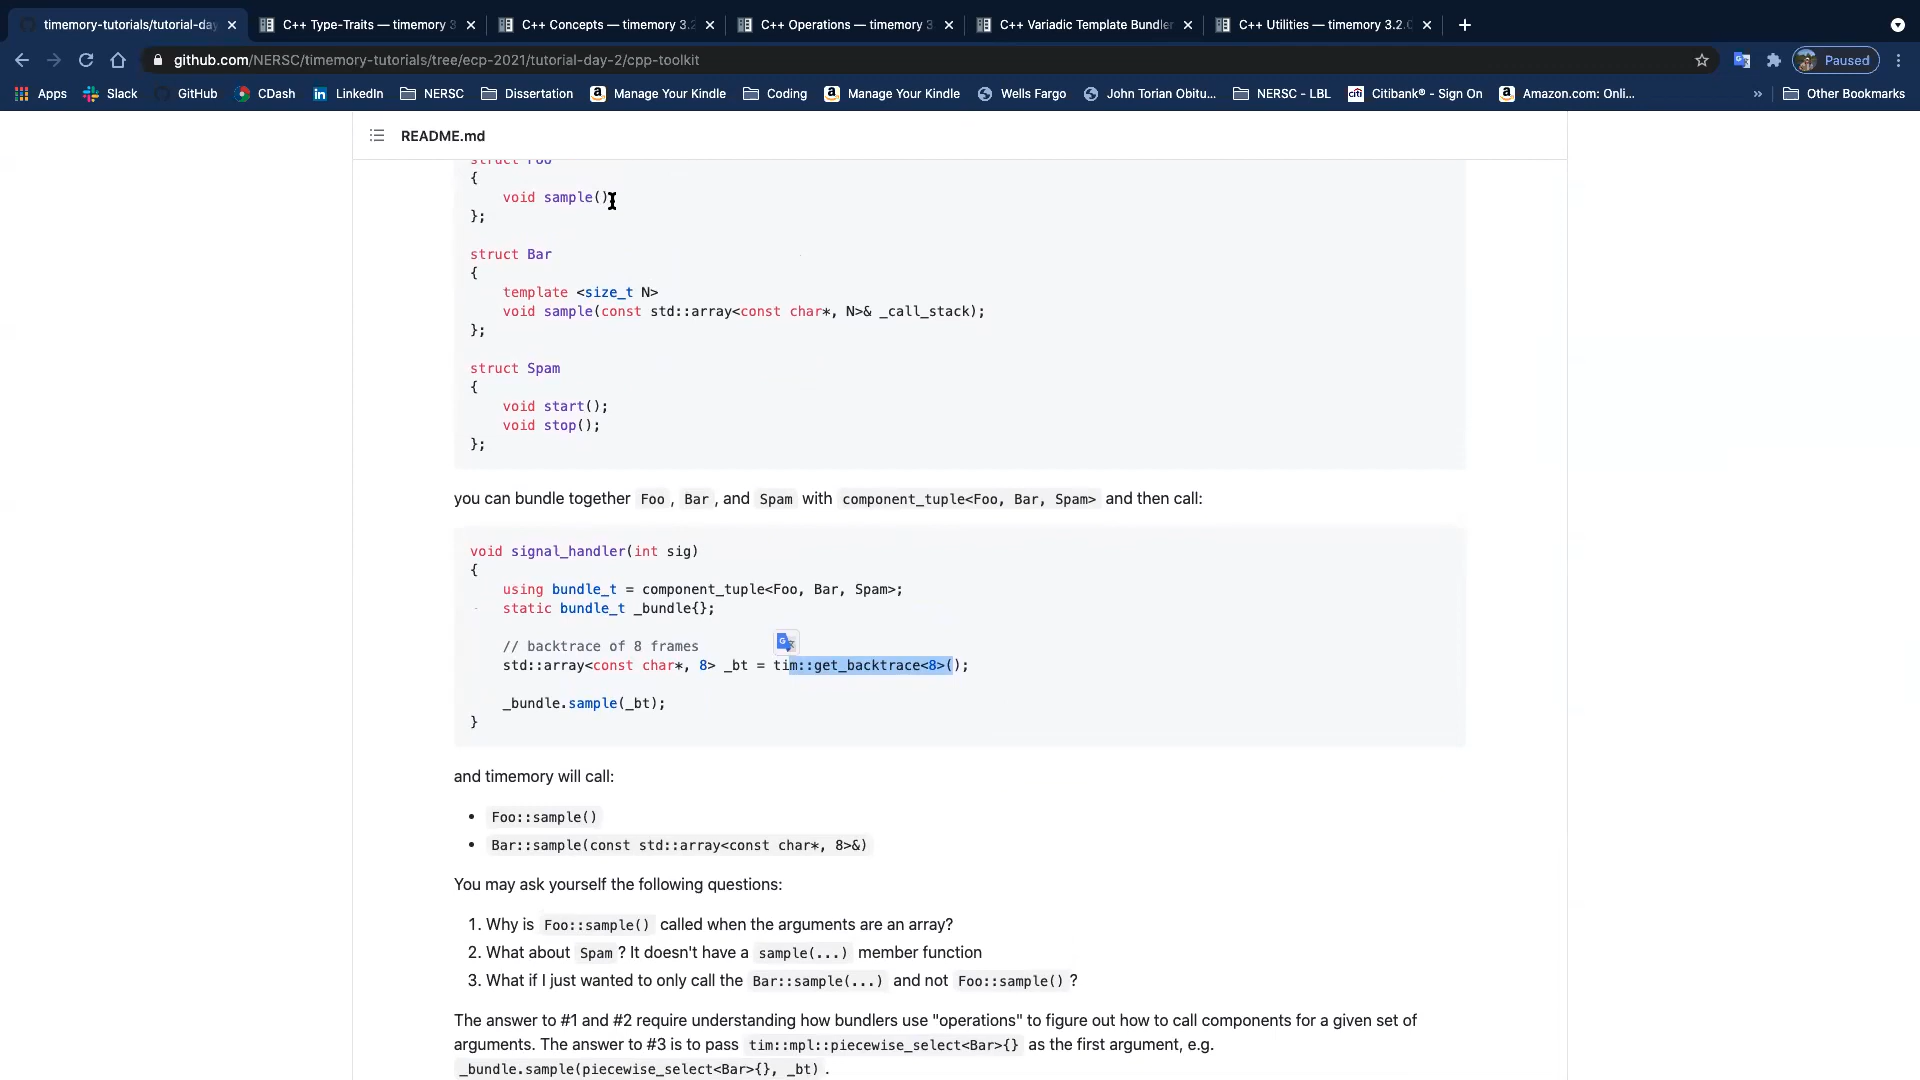 timemory-tutorials/tutorial-day
C++ Type-Traits — timemory 3
C++ Concepts — timemory 3.2
C++ Operations — timemory 3
C++ Variadic Template Bundler
C++ Utilities — timemory 3.2.0
github.com/NERSC/timemory-tutorials/tree/ecp-2021/tutorial-day-2/cpp-toolkit
Paused
Apps
Slack
GitHub
CDash
LinkedIn
NERSC
Dissertation
Manage Your Kindle
Coding
Manage Your Kindle
Wells Fargo
John Torian Obitu...
NERSC - LBL
Citibank® - Sign On
Amazon.com: Onli...
»
Other Bookmarks
README.md
struct Foo
{
void sample()
};
struct Bar
{
template <size_t N>
void sample(const std::array<const char*, N>& _call_stack);
};
struct Spam
{
void start();
void stop();
};
you can bundle together Foo, Bar, and Spam with component_tuple<Foo, Bar, Spam> and then call:
void signal_handler(int sig)
{
using bundle_t = component_tuple<Foo, Bar, Spam>;
static bundle_t _bundle{};
// backtrace of 8 frames
std::array<const char*, 8> _bt = tim::get_backtrace<8>();
_bundle.sample(_bt);
}
and timemory will call:
• Foo::sample()
• Bar::sample(const std::array<const char*, 8>&)
You may ask yourself the following questions:
1. Why is Foo::sample() called when the arguments are an array?
2. What about Spam? It doesn't have a sample(...) member function
3. What if I just wanted to only call the Bar::sample(...) and not Foo::sample()?
The answer to #1 and #2 require understanding how bundlers use "operations" to figure out how to call components for a given set of
arguments. The answer to #3 is to pass tim::mpl::piecewise_select<Bar>{} as the first argument, e.g.
_bundle.sample(piecewise_select<Bar>{}, _bt).